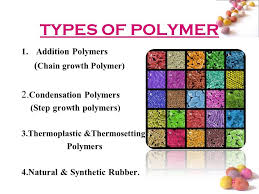 TYPES OF POLYMER
1. Addition Polymers
(Chain growth Polymer)
2.Condensation Polymers
(Step growth polymers)
3.Thermoplastic &Thermosetting
Polymers
4.Natural & Synthetic Rubber.